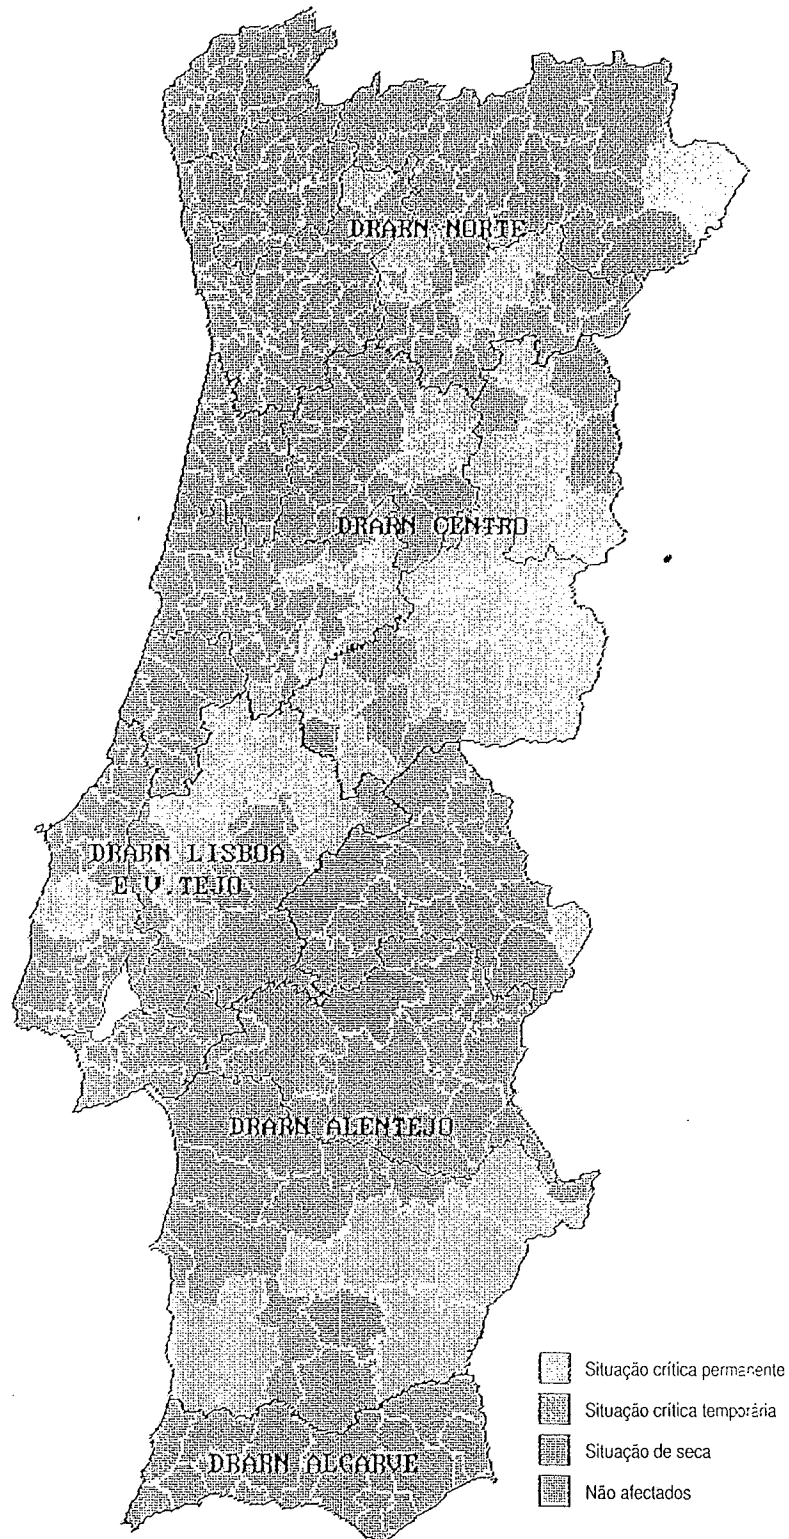 DRARN NORTE
DRARN CENTRO
DRARN LISBOA
E V.TEJO
DRARN ALENTEJO
DRARN ALGARVE
Situação crítica permanente
Situação crítica temporária
Situação de seca
Não afectados